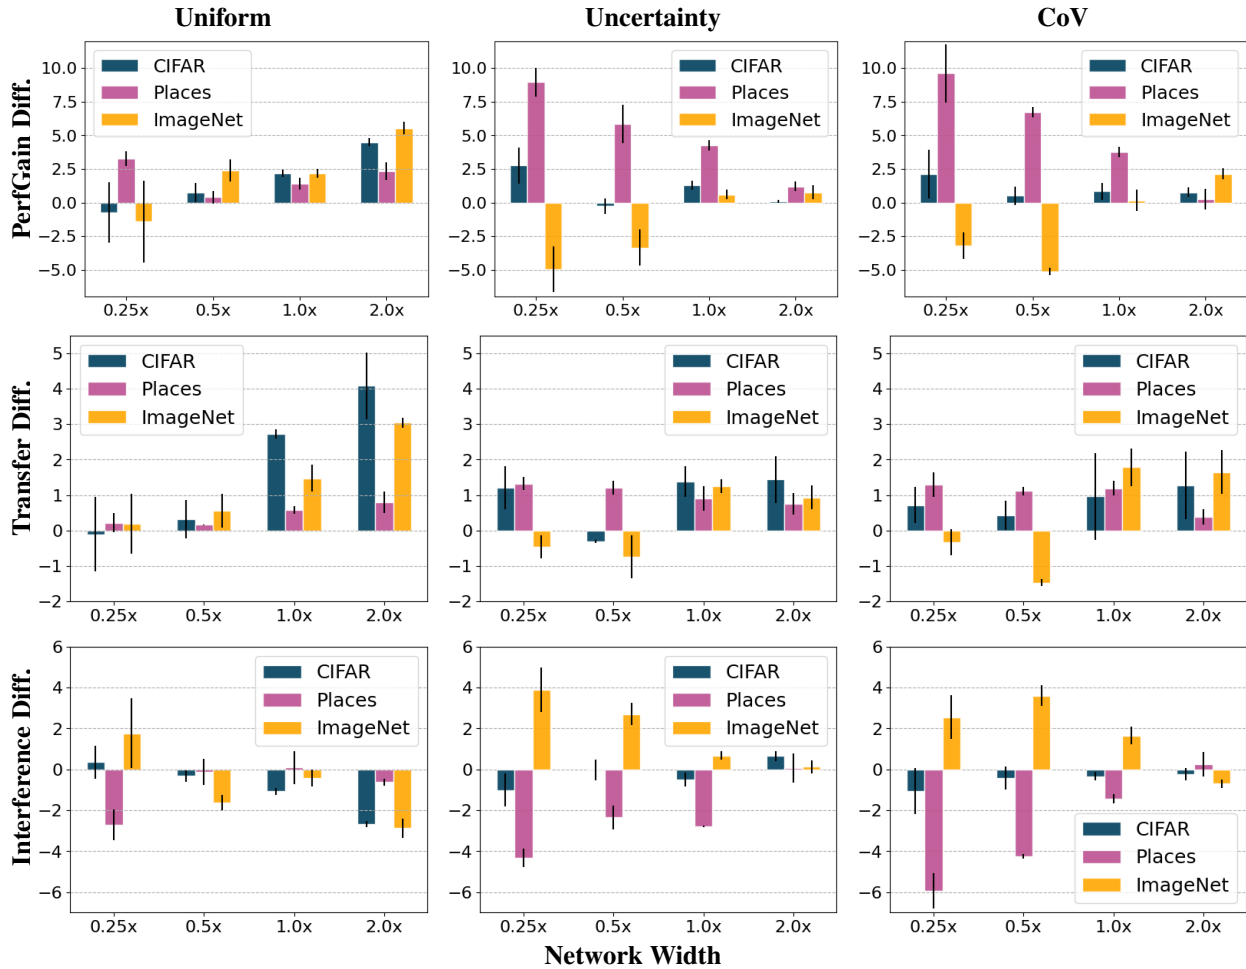 Uniform
Uncertainty
CoV
PerfGain Diff.
10.0
7.5
5.0
2.5
0.0
−2.5
−5.0
CIFAR
Places
ImageNet
0.25x 0.5x 1.0x 2.0x
10.0
7.5
5.0
2.5
0.0
−2.5
−5.0
CIFAR
Places
ImageNet
0.25x 0.5x 1.0x 2.0x
10.0
7.5
5.0
2.5
0.0
−2.5
−5.0
CIFAR
Places
ImageNet
0.25x 0.5x 1.0x 2.0x
Transfer Diff.
5
4
3
2
1
0
−1
−2
CIFAR
Places
ImageNet
0.25x 0.5x 1.0x 2.0x
5
4
3
2
1
0
−1
−2
CIFAR
Places
ImageNet
0.25x 0.5x 1.0x 2.0x
5
4
3
2
1
0
−1
−2
CIFAR
Places
ImageNet
0.25x 0.5x 1.0x 2.0x
Interference Diff.
6
4
2
0
−2
−4
−6
CIFAR
Places
ImageNet
0.25x 0.5x 1.0x 2.0x
6
4
2
0
−2
−4
−6
CIFAR
Places
ImageNet
0.25x 0.5x 1.0x 2.0x
6
4
2
0
−2
−4
−6
CIFAR
Places
ImageNet
0.25x 0.5x 1.0x 2.0x
Network Width